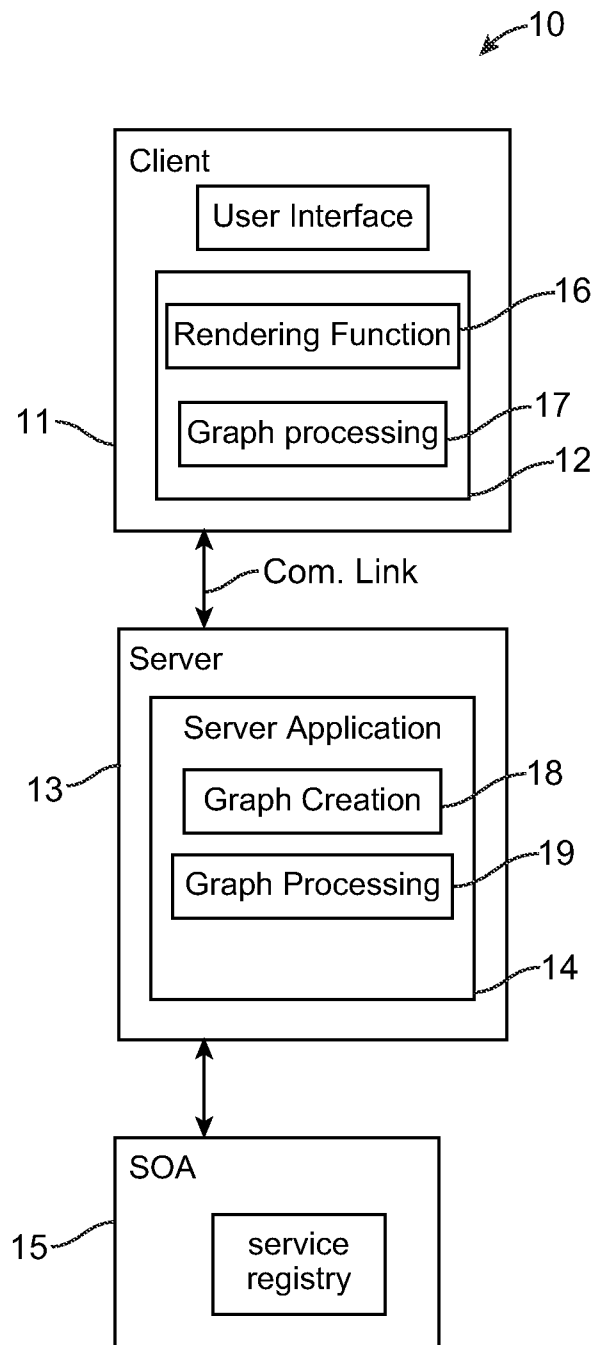 10
Client
User Interface
16
Rendering Function
17
11
Graph processing
12
Com. Link
Server
Server Application
13
18
Graph Creation
19
Graph Processing
14
SOA
15
service
registry